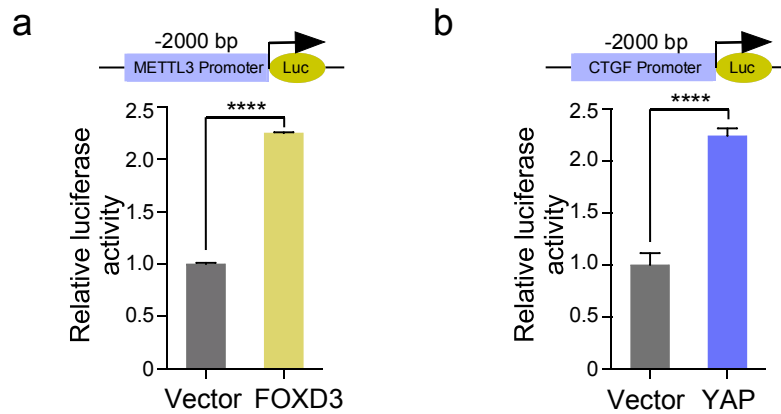 a
-2000 bp
METTL3 Promoter
Luc
****
Relative luciferase
activity
2.5
2.0
1.5
1.0
0.5
0
Vector
FOXD3
b
-2000 bp
CTGF Promoter
Luc
****
Relative luciferase
activity
2.5
2.0
1.5
1.0
0.5
0
Vector
YAP